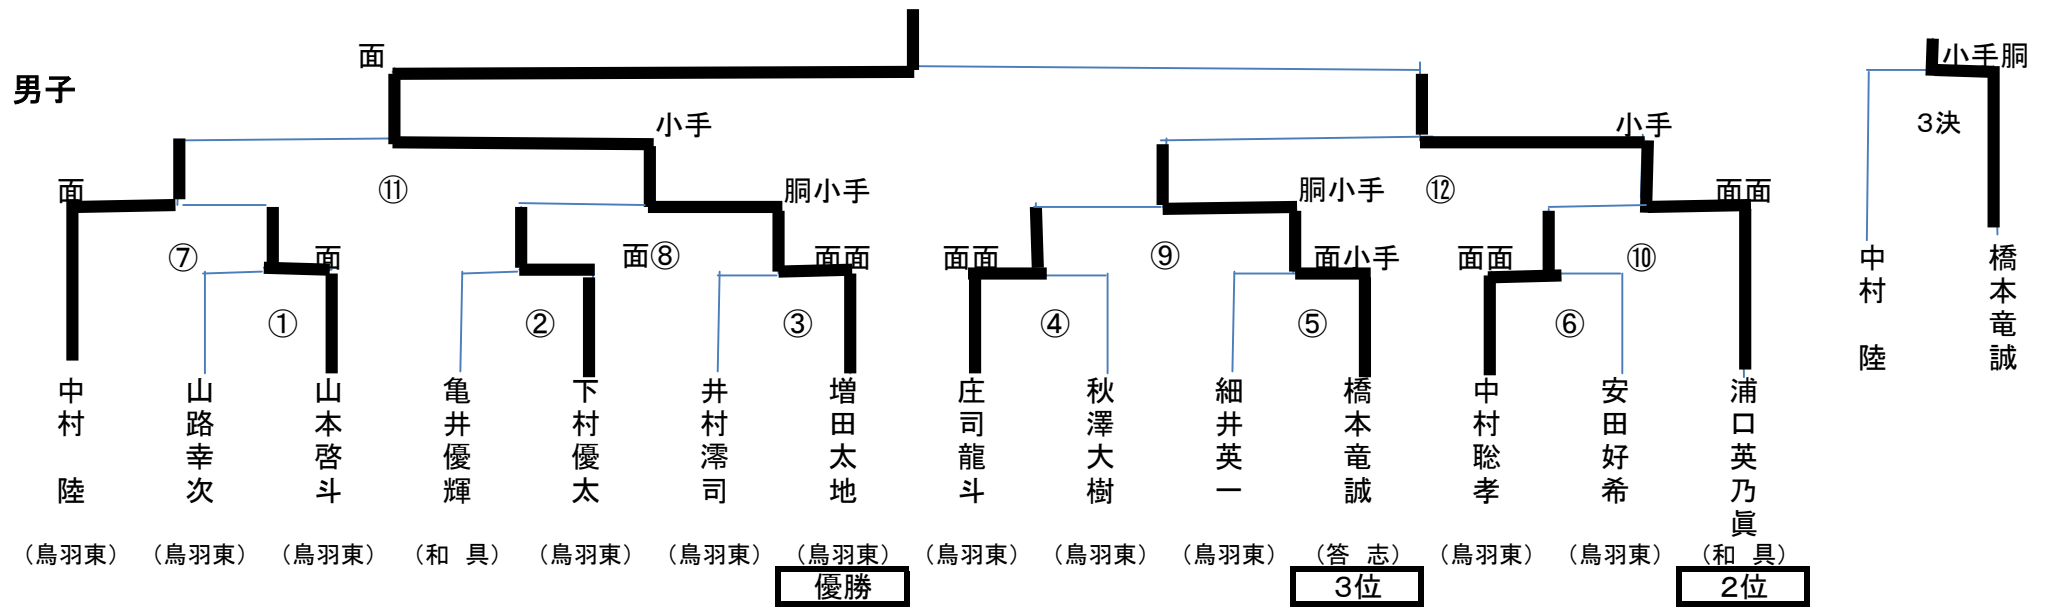 男子
面
小手胴
3決
小手
小手
面
⑪
胴小手
胴小手
⑫
面面
⑦
面
面⑧
面面
面面
⑨
面小手
面面
⑩
①
②
③
④
⑤
⑥
中村 陸
橋本竜誠
中村 陸
山路幸次
山本啓斗
亀井優輝
下村優太
井村澪司
増田太地
庄司龍斗
秋澤大樹
細井英一
橋本竜誠
中村聡孝
安田好希
浦口英乃眞
（鳥羽東） （鳥羽東） （鳥羽東） （和 具） （鳥羽東） （鳥羽東） （鳥羽東） （鳥羽東） （鳥羽東） （鳥羽東） （答 志） （鳥羽東） （鳥羽東） （和 具）
優勝 3位 2位